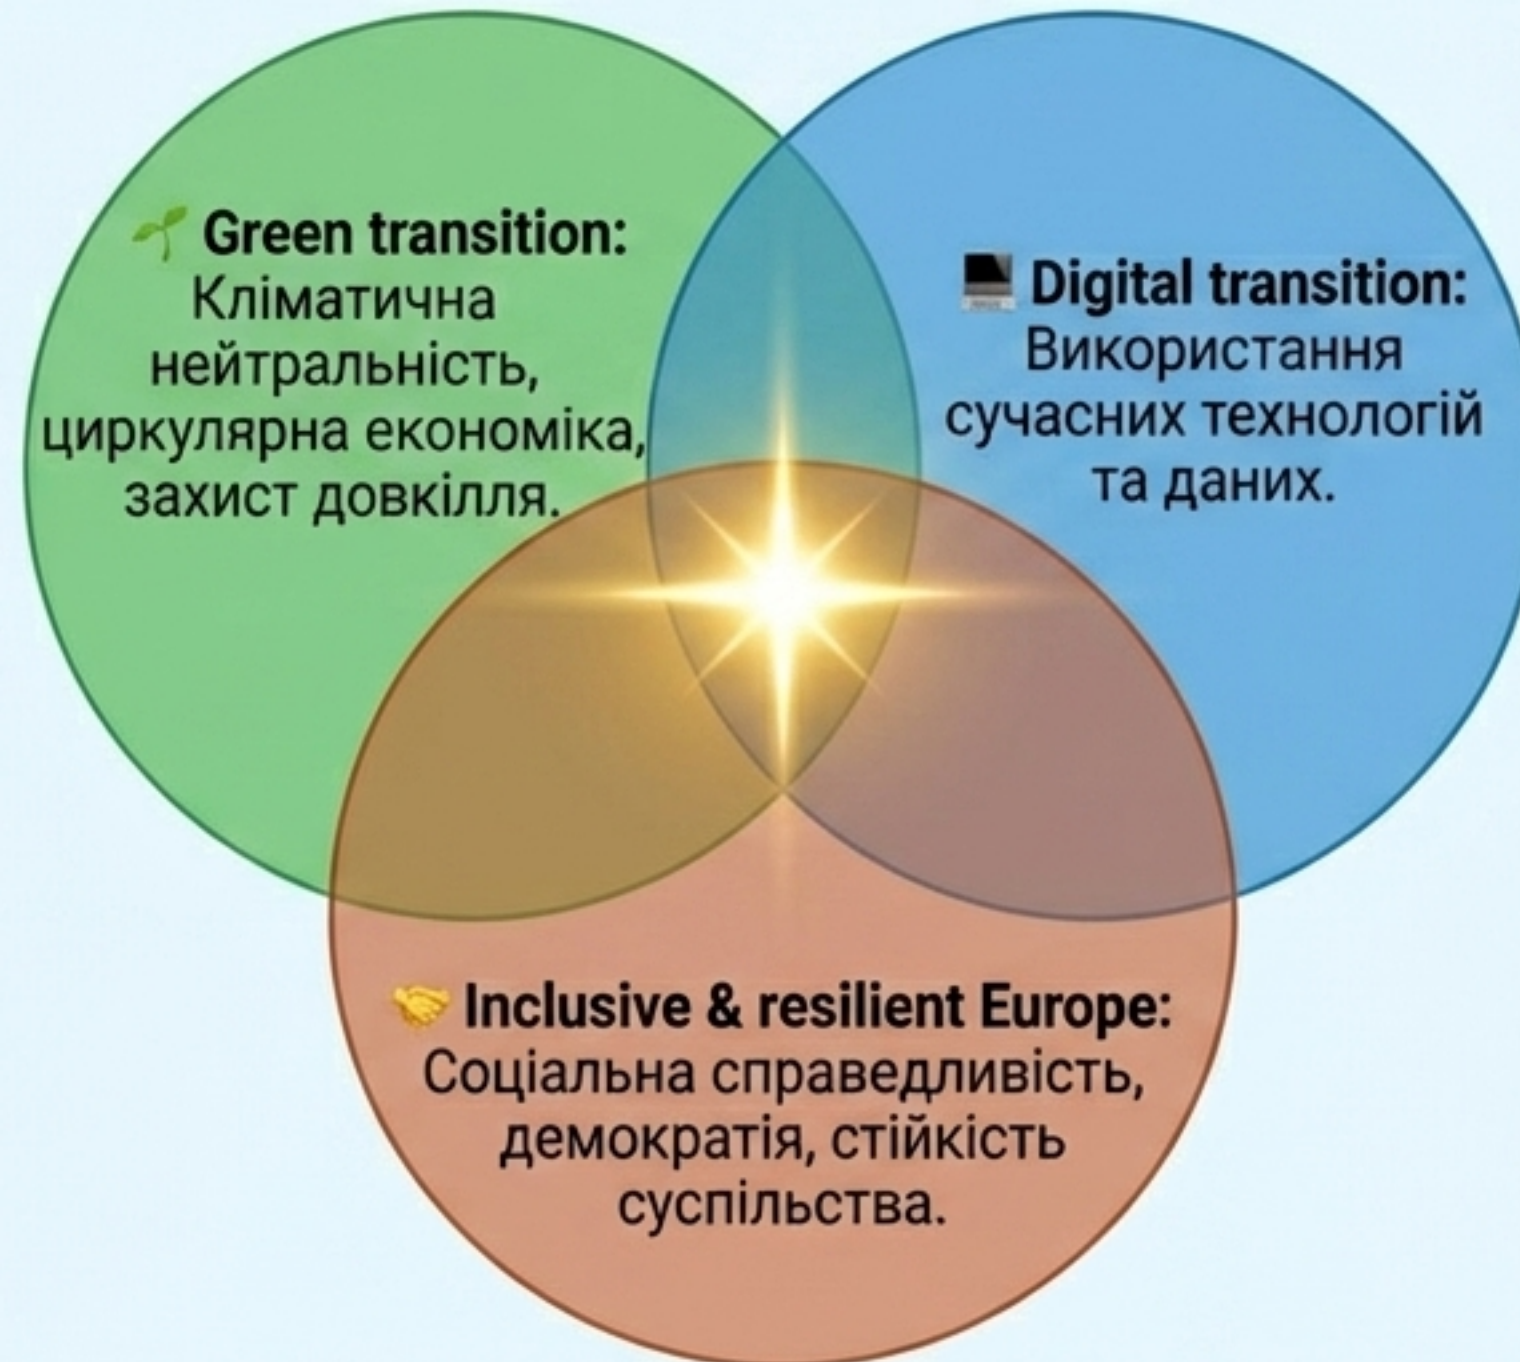 🌱 Green transition:
Кліматична
нейтральність,
циркулярна економіка,
захист довкілля.
💻 Digital transition:
Використання
сучасних технологій
та даних.
🤝 Inclusive & resilient Europe:
Соціальна справедливість,
демократія, стійкість
суспільства.